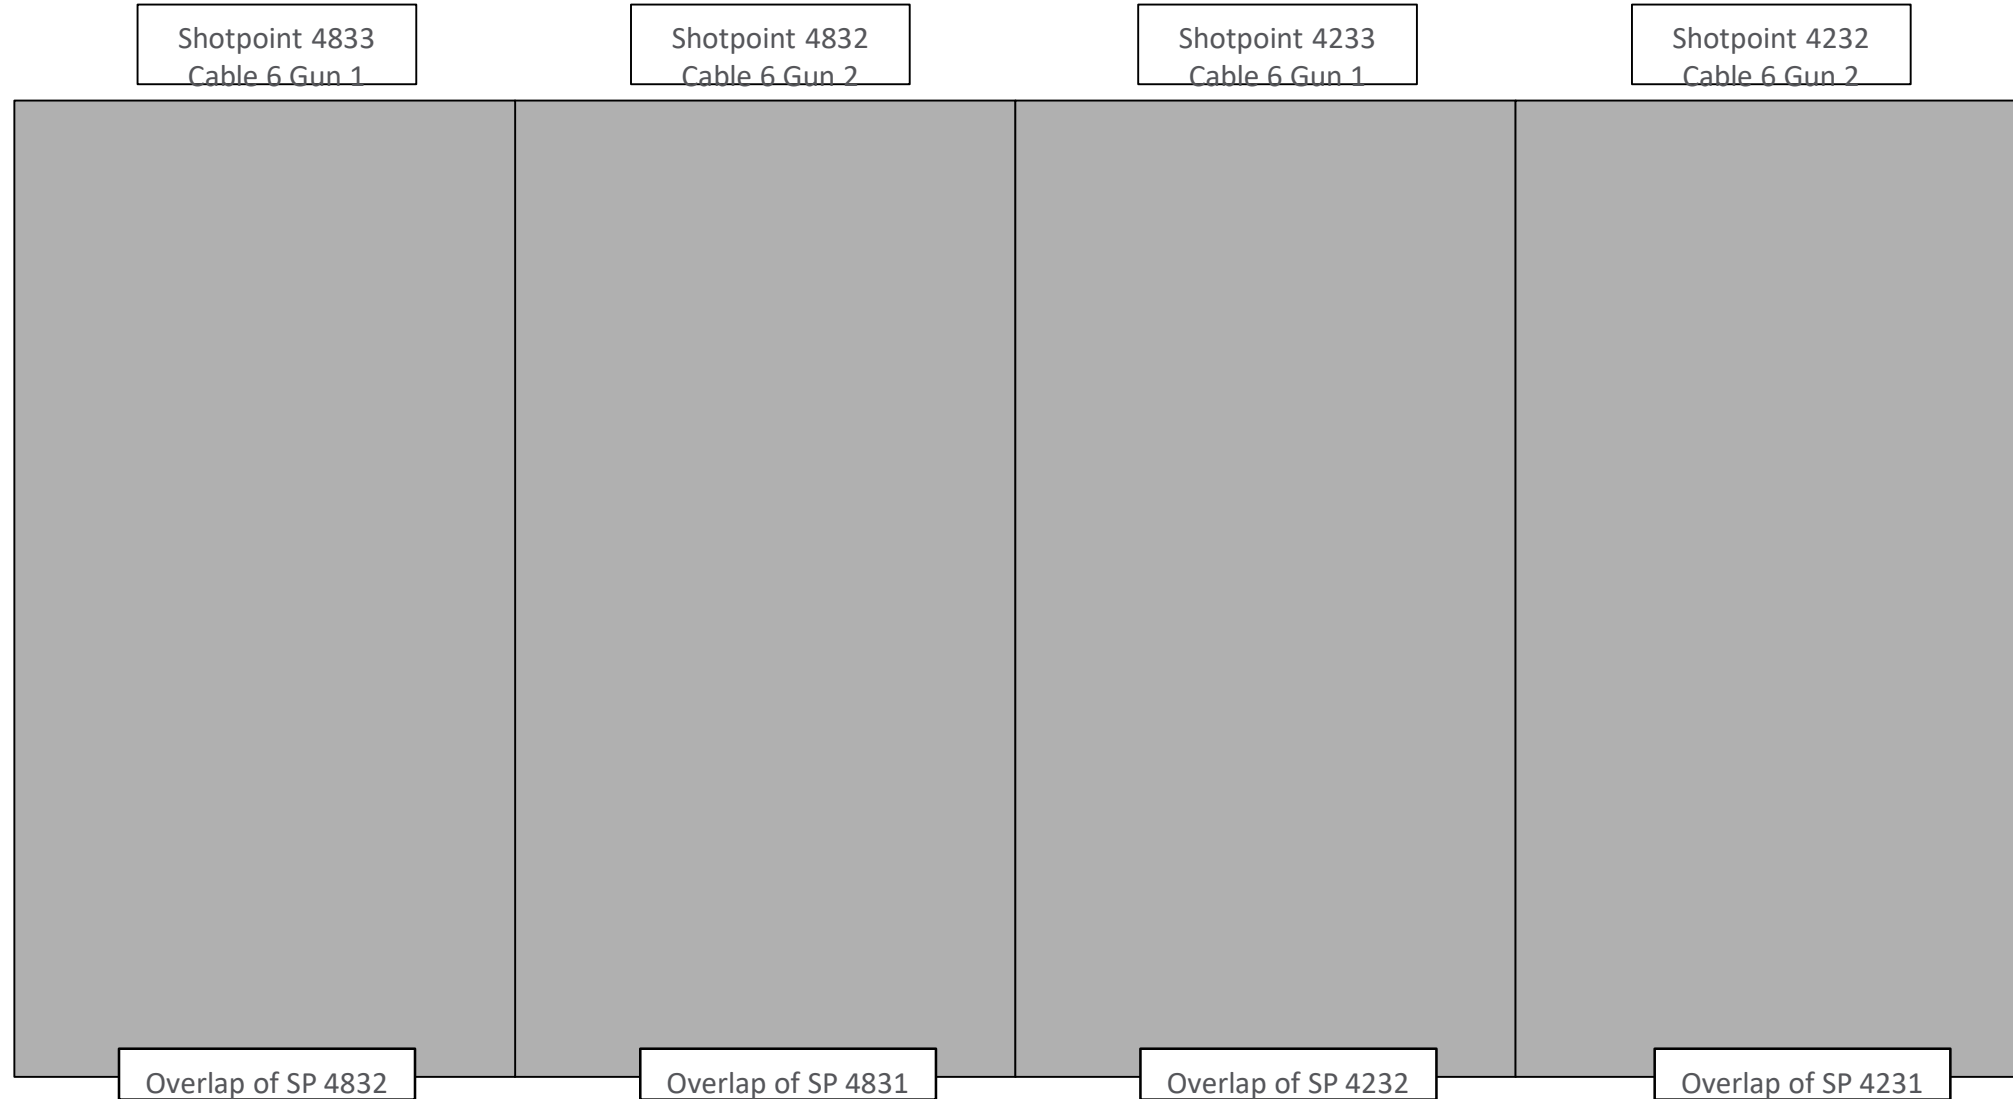 Shotpoint 4833
Cable 6 Gun 1
Shotpoint 4832
Cable 6 Gun 2
Shotpoint 4233
Cable 6 Gun 1
Shotpoint 4232
Cable 6 Gun 2
Overlap of SP 4832
Overlap of SP 4831
Overlap of SP 4232
Overlap of SP 4231